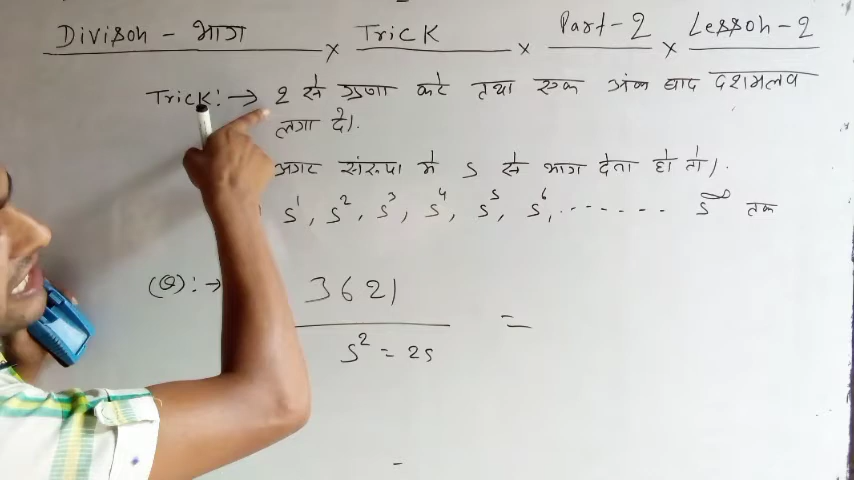 Division - भाग × Trick × Part-2 × Lesson-2
Trick:→ 2 से गुणा करे तथा एक अंक बाद दशमलव
लगा दे।
अगर संख्या मे 5 से भाग देना हो तो।
5¹, 5², 5³, 5⁴, 5⁵, 5⁶, ....... 5^∞ तक
(Q):→ 3621 =
5² = 25